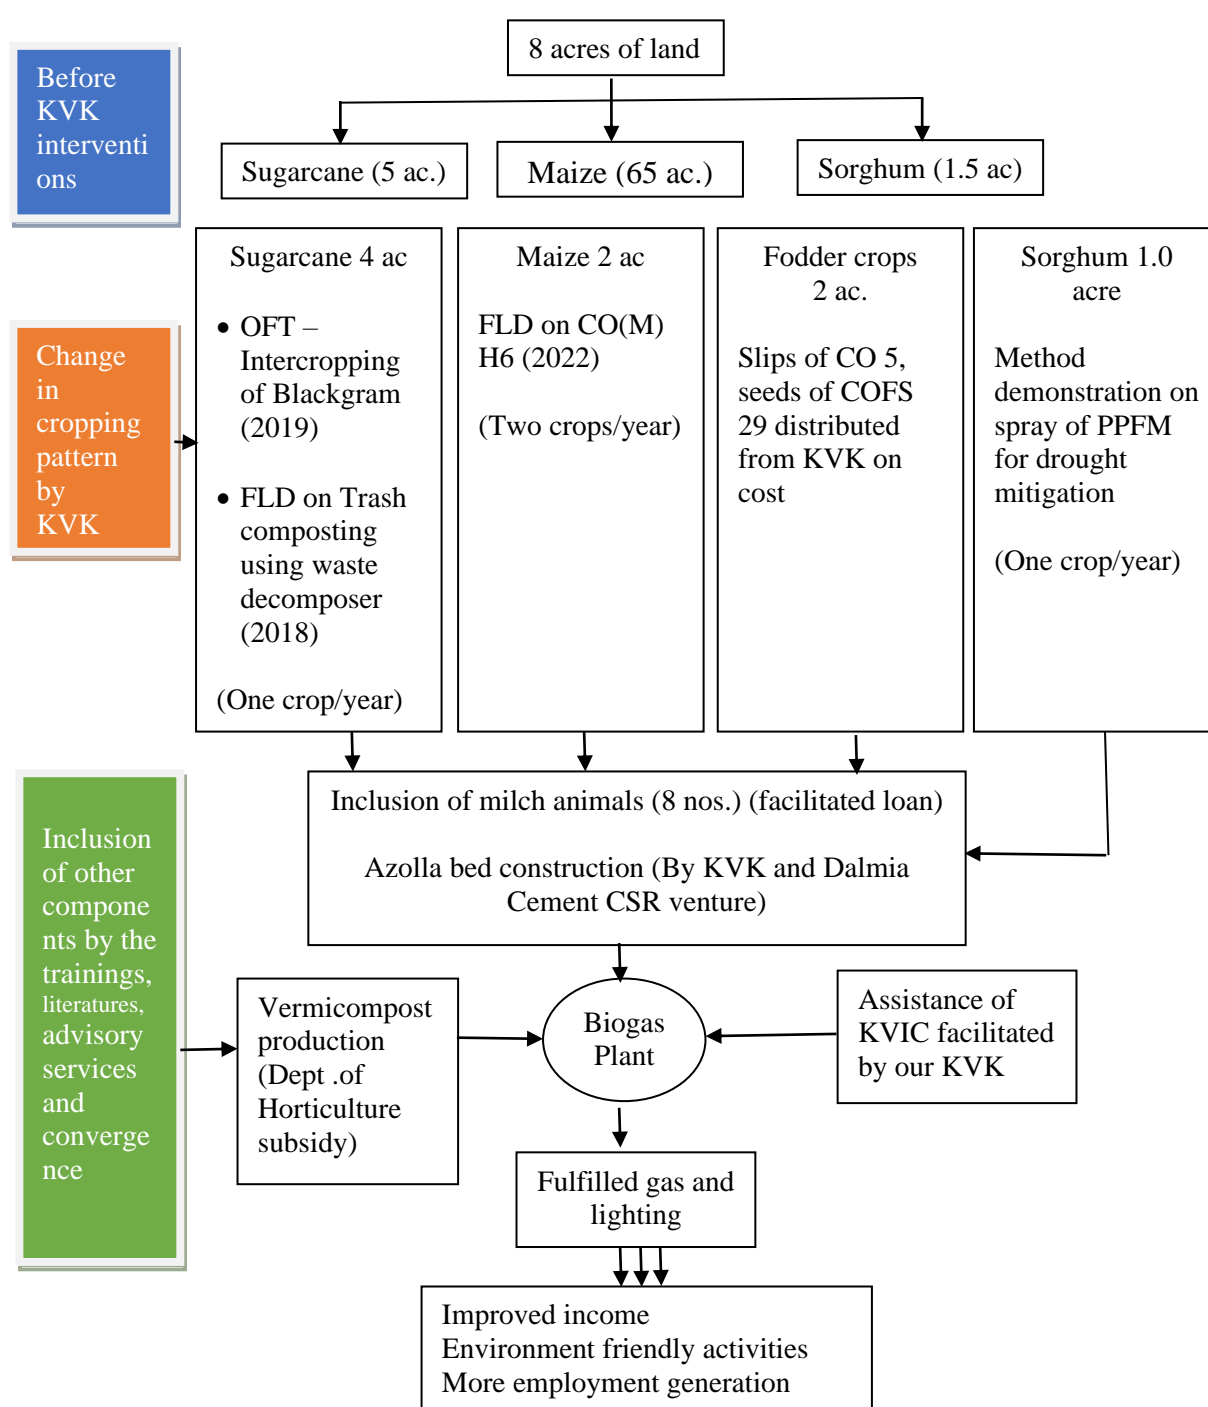 8 acres of land
Before
KVK
interventi
ons
Sugarcane (5 ac.)
Maize (65 ac.)
Sorghum (1.5 ac)
Change
in
cropping
pattern
by
KVK
Sugarcane 4 ac
• OFT –
Intercropping
of Blackgram
(2019)
• FLD on Trash
composting
using waste
decomposer
(2018)
(One crop/year)
Maize 2 ac
FLD on CO(M)
H6 (2022)
(Two crops/year)
Fodder crops
2 ac.
Slips of CO 5,
seeds of COFS
29 distributed
from KVK on
cost
Sorghum 1.0
acre
Method
demonstration on
spray of PPFM
for drought
mitigation
(One crop/year)
Inclusion
of other
compone
nts by the
trainings,
literatures,
advisory
services
and
converge
nce
Inclusion of milch animals (8 nos.) (facilitated loan)
Azolla bed construction (By KVK and Dalmia
Cement CSR venture)
Vermicompost
production
(Dept .of
Horticulture
subsidy)
Biogas
Plant
Assistance of
KVIC facilitated
by our KVK
Fulfilled gas and
lighting
Improved income
Environment friendly activities
More employment generation